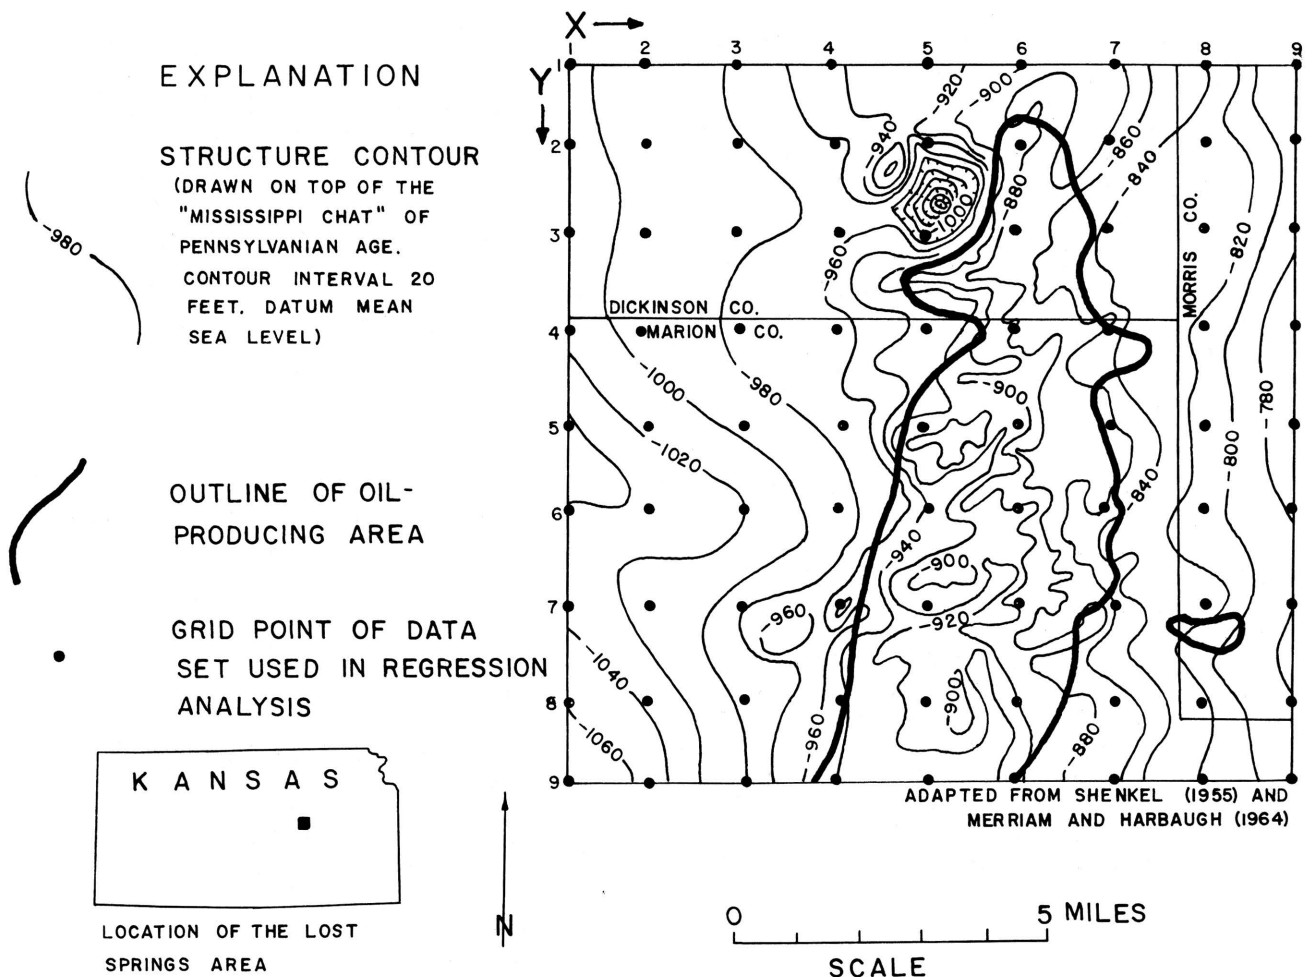 EXPLANATION
STRUCTURE CONTOUR
(DRAWN ON TOP OF THE
"MISSISSIPPI CHAT" OF
PENNSYLVANIAN AGE.
CONTOUR INTERVAL 20
FEET. DATUM MEAN
SEA LEVEL)
-980
OUTLINE OF OIL-
PRODUCING AREA
GRID POINT OF DATA
SET USED IN REGRESSION
ANALYSIS
KANSAS
LOCATION OF THE LOST
SPRINGS AREA
N
X
Y
1 2 3 4 5 6 7 8 9
2
3
4
5
6
7
8
9
-920
-900
-940
-860
-840
-880
-1000
-960
-820
MORRIS CO.
DICKINSON CO.
MARION CO.
-1000
-980
-900
-780
-1020
-800
-840
-940
-900
-960
-920
-1040
-900
-1060
-960
-880
ADAPTED FROM SHENKEL (1955) AND
MERRIAM AND HARBAUGH (1964)
0 5 MILES
SCALE